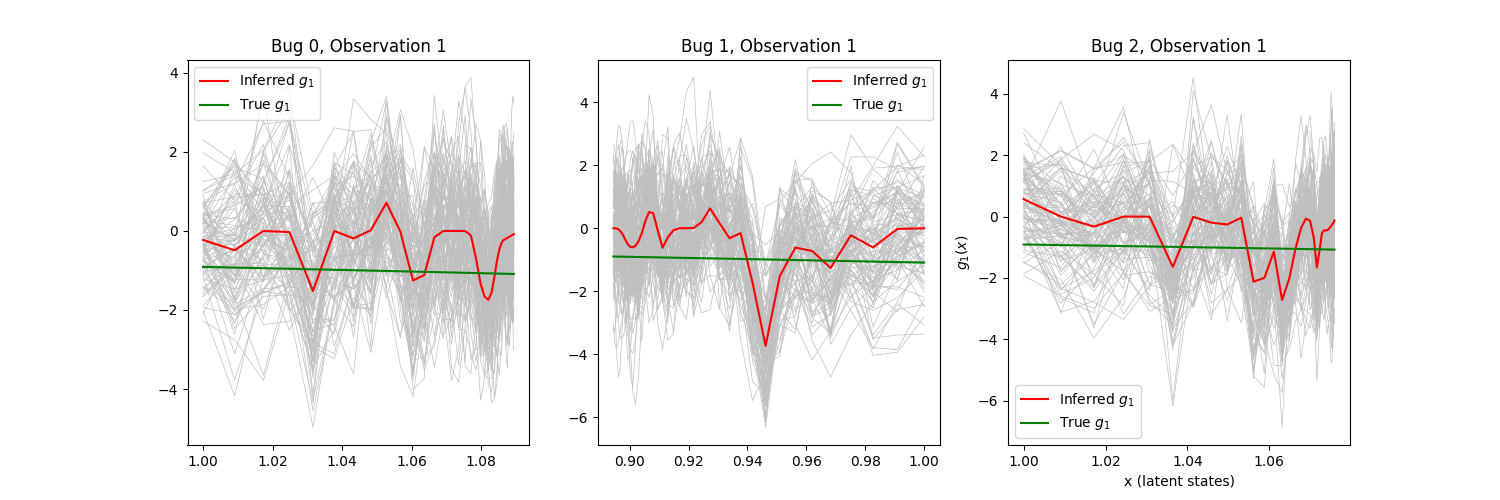 Bug 0, Observation 1
Inferred g₁
True g₁
4
2
0
−2
−4
1.00 1.02 1.04 1.06 1.08
Bug 1, Observation 1
Inferred g₁
True g₁
4
2
0
−2
−4
−6
0.90 0.92 0.94 0.96 0.98 1.00
Bug 2, Observation 1
g₁(x)
4
2
0
−2
−4
−6
Inferred g₁
True g₁
1.00 1.02 1.04 1.06
x (latent states)